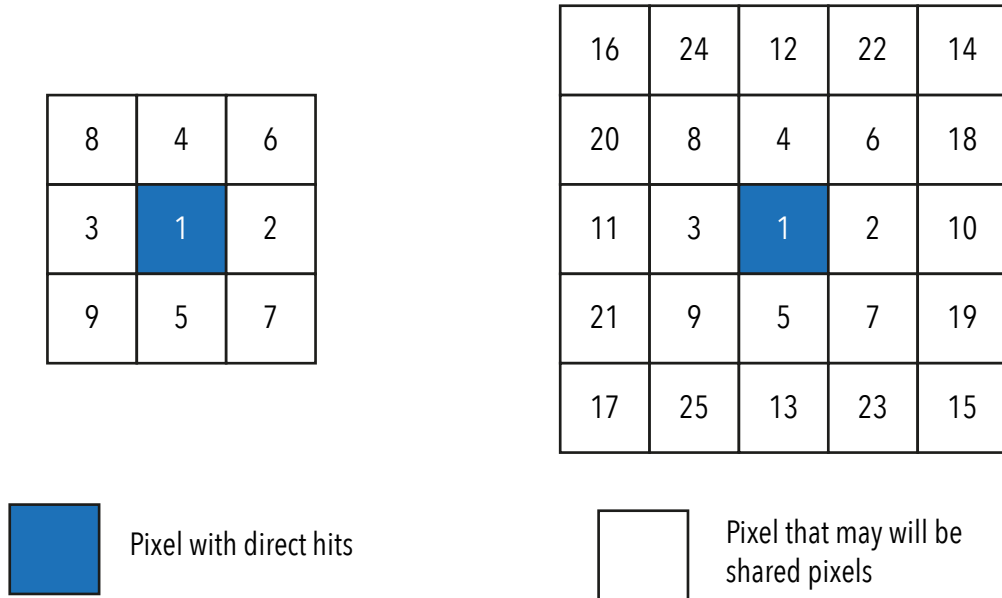 8 4 6
3 1 2
9 5 7
16 24 12 22 14
20 8 4 6 18
11 3 1 2 10
21 9 5 7 19
17 25 13 23 15
Pixel with direct hits
Pixel that may will be
shared pixels